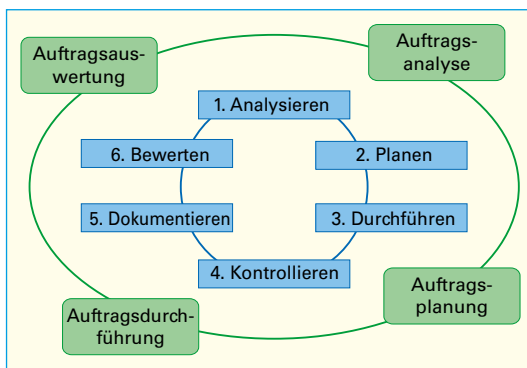 Auftragsaus-
wertung
Auftrags-
analyse
1. Analysieren
6. Bewerten
2. Planen
5. Dokumentieren
3. Durchführen
4. Kontrollieren
Auftragsdurch-
führung
Auftrags-
planung